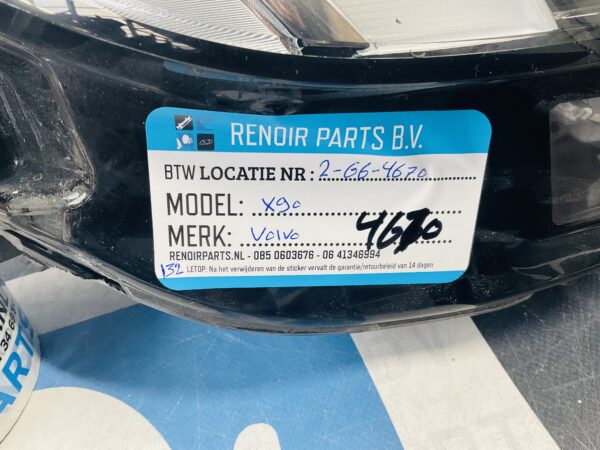 RENOIR PARTS B.V.
BTW LOCATIE NR : 2-G6-4670
MODEL: X90
MERK: Volvo 4670
RENOIRPARTS.NL - 085 0603676 - 06 41346994
132 LETOP: Na het verwijderen van de sticker vervalt de garantie/retourbeleid van 14 dagen